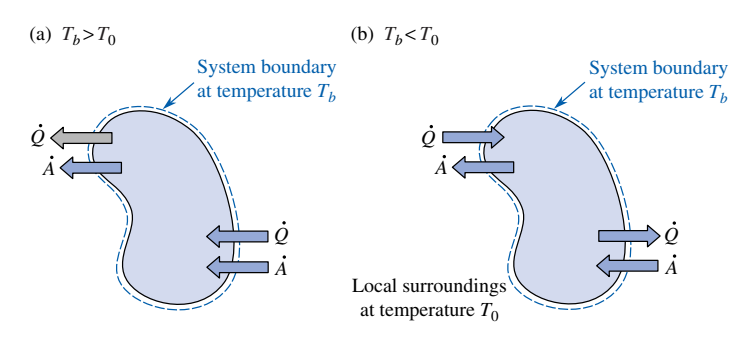 (a) T_b > T_0
System boundary
at temperature T_b
Q̇
Ȧ
Q̇
Ȧ
(b) T_b < T_0
System boundary
at temperature T_b
Q̇
Ȧ
Q̇
Ȧ
Local surroundings
at temperature T_0